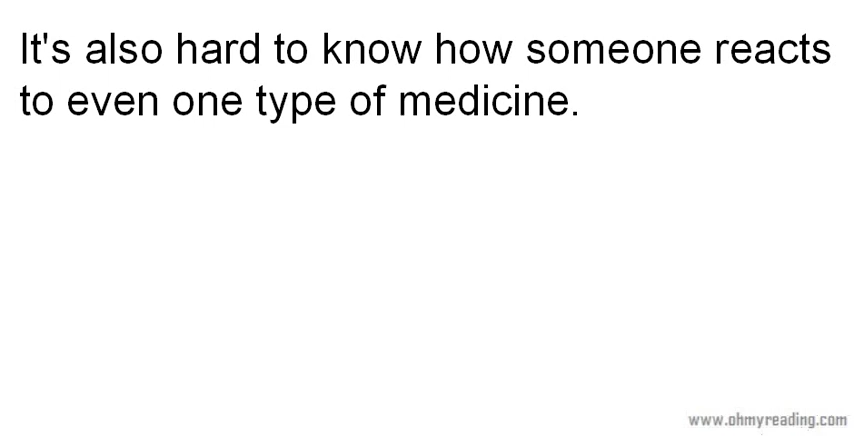 It's also hard to know how someone reacts
to even one type of medicine.
www.ohmyreading.com